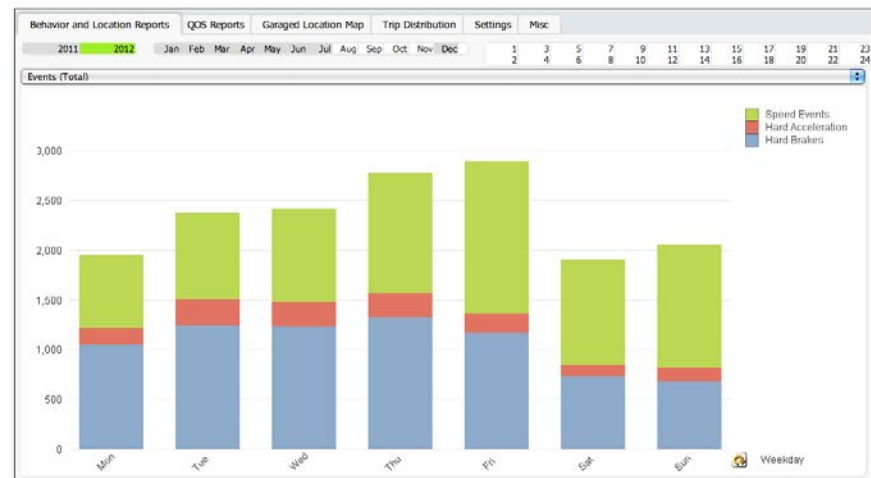 Behavior and Location Reports QOS Reports Garaged Location Map Trip Distribution Settings Misc
2011 2012 Jan Feb Mar Apr May Jun Jul Aug Sep Oct Nov Dec 1 3 5 7 9 11 13 15 17 19 21 23
2 4 6 8 10 12 14 16 18 20 22 24
Events (Total)
Speed Events
Hard Acceleration
Hard Brakes
3,000
2,500
2,000
1,500
1,000
500
0
Mon Tue Wed Thu Fri Sat Sun Weekday